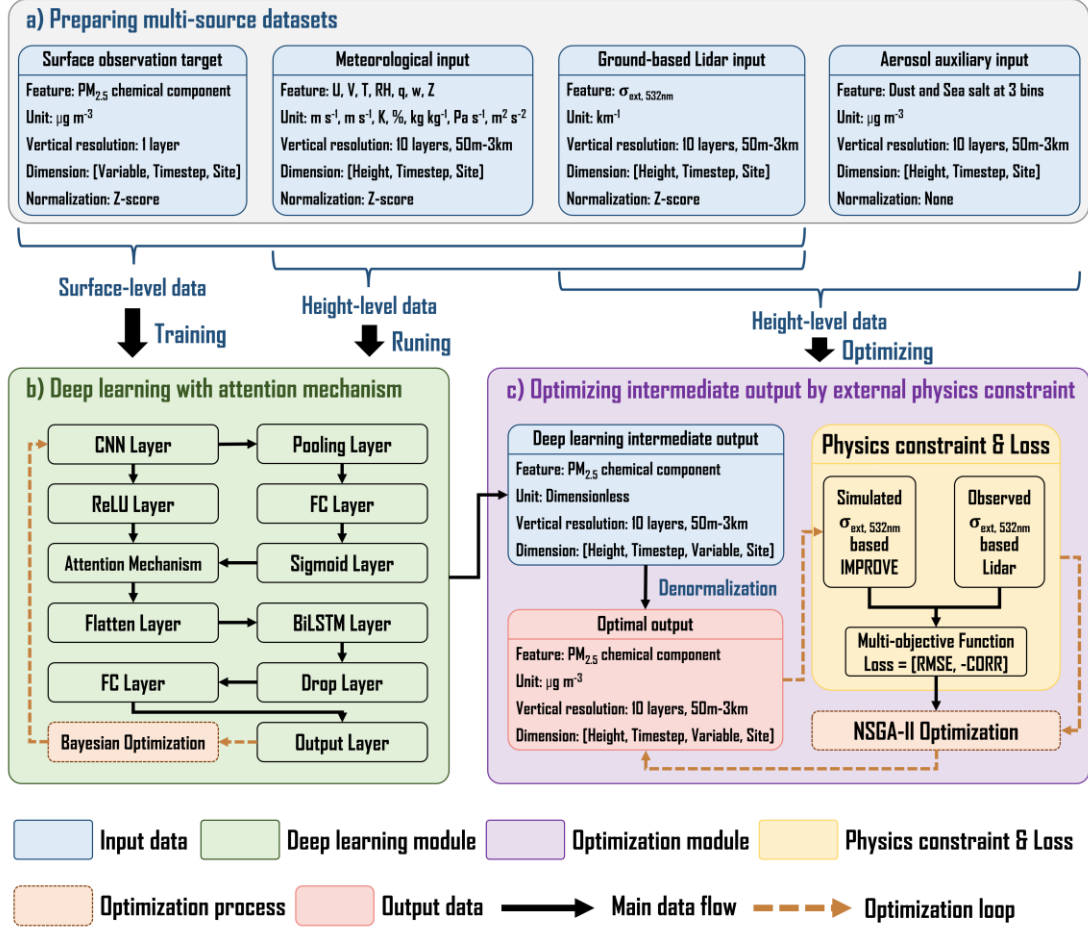 a) Preparing multi-source datasets
Surface observation target
Feature: PM2.5 chemical component
Unit: μg m-3
Vertical resolution: 1 layer
Dimension: [Variable, Timestep, Site]
Normalization: Z-score
Meteorological input
Feature: U, V, T, RH, q, w, Z
Unit: m s-1, m s-1, K, %, kg kg-1, Pa s-1, m2 s-2
Vertical resolution: 10 layers, 50m-3km
Dimension: [Height, Timestep, Site]
Normalization: Z-score
Ground-based Lidar input
Feature: σext, 532nm
Unit: km-1
Vertical resolution: 10 layers, 50m-3km
Dimension: [Height, Timestep, Site]
Normalization: Z-score
Aerosol auxiliary input
Feature: Dust and Sea salt at 3 bins
Unit: μg m-3
Vertical resolution: 10 layers, 50m-3km
Dimension: [Height, Timestep, Site]
Normalization: None
Surface-level data
Training
Height-level data
Runing
Height-level data
Optimizing
b) Deep learning with attention mechanism
CNN Layer
Pooling Layer
ReLU Layer
FC Layer
Attention Mechanism
Sigmoid Layer
Flatten Layer
BiLSTM Layer
FC Layer
Drop Layer
Bayesian Optimization
Output Layer
c) Optimizing intermediate output by external physics constraint
Deep learning intermediate output
Feature: PM2.5 chemical component
Unit: Dimensionless
Vertical resolution: 10 layers, 50m-3km
Dimension: [Height, Timestep, Variable, Site]
Denormalization
Optimal output
Feature: PM2.5 chemical component
Unit: μg m-3
Vertical resolution: 10 layers, 50m-3km
Dimension: [Height, Timestep, Variable, Site]
Physics constraint & Loss
Simulated
σext, 532nm
based
IMPROVE
Observed
σext, 532nm
based
Lidar
Multi-objective Function
Loss = [RMSE, -CORR]
NSGA-II Optimization
Input data
Deep learning module
Optimization module
Physics constraint & Loss
Optimization process
Output data
Main data flow
Optimization loop